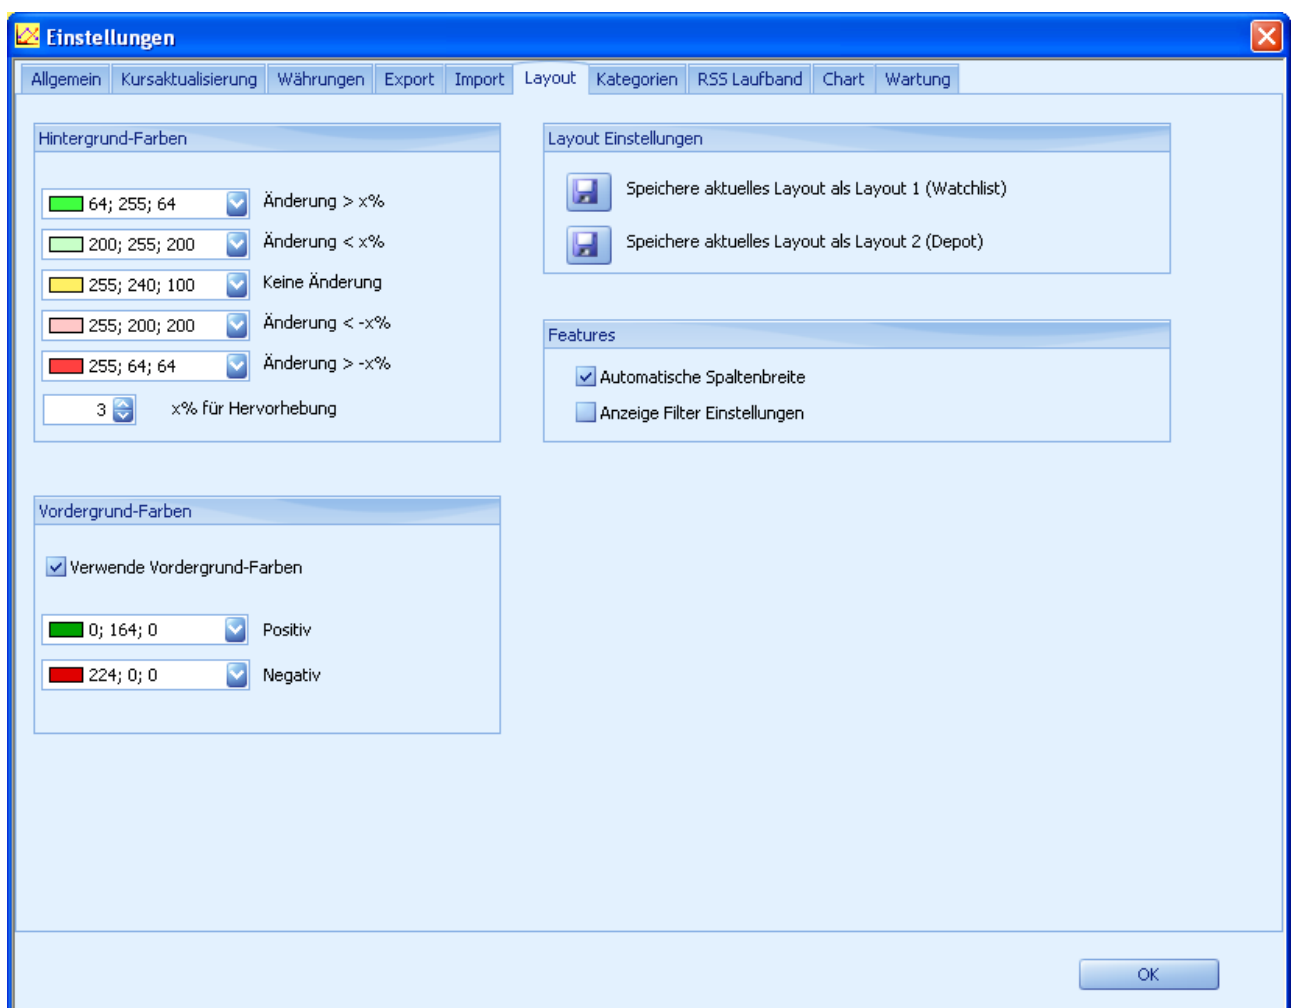 Einstellungen
Allgemein Kursaktualisierung Währungen Export Import Layout Kategorien RSS Laufband Chart Wartung
Hintergrund-Farben
64; 255; 64 Änderung > x%
200; 255; 200 Änderung < x%
255; 240; 100 Keine Änderung
255; 200; 200 Änderung < -x%
255; 64; 64 Änderung > -x%
3 x% für Hervorhebung
Layout Einstellungen
Speichere aktuelles Layout als Layout 1 (Watchlist)
Speichere aktuelles Layout als Layout 2 (Depot)
Features
Automatische Spaltenbreite
Anzeige Filter Einstellungen
Vordergrund-Farben
Verwende Vordergrund-Farben
0; 164; 0 Positiv
224; 0; 0 Negativ
OK